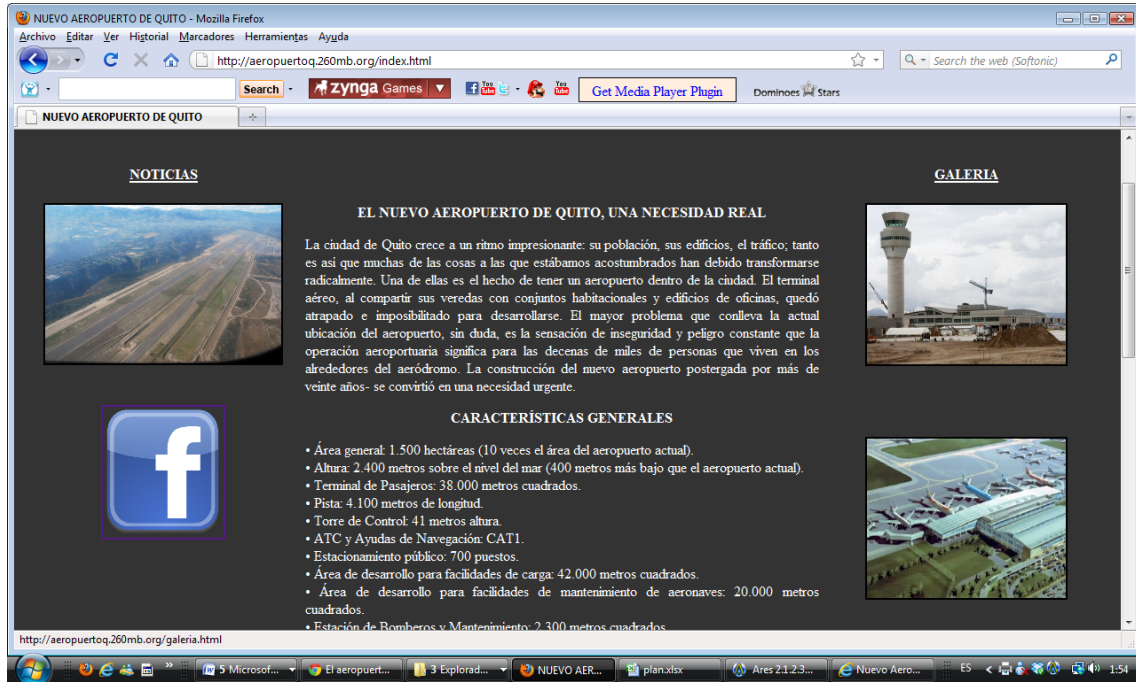 NUEVO AEROPUERTO DE QUITO - Mozilla Firefox
Archivo Editar Ver Historial Marcadores Herramientas Ayuda
http://aeropuertoq.260mb.org/index.html
Search the web (Softonic)
Search
zynga Games
You Tube
You Tube
Get Media Player Plugin
Dominoes Stars
NUEVO AEROPUERTO DE QUITO
NOTICIAS
GALERIA
EL NUEVO AEROPUERTO DE QUITO, UNA NECESIDAD REAL
La ciudad de Quito crece a un ritmo impresionante: su población, sus edificios, el tráfico; tanto
es asi que muchas de las cosas a las que estábamos acostumbrados han debido transformarse
radicalmente. Una de ellas es el hecho de tener un aeropuerto dentro de la ciudad. El terminal
aéreo, al compartir sus veredas con conjuntos habitacionales y edificios de oficinas, quedó
atrapado e imposibilitado para desarrollarse. El mayor problema que conlleva la actual
ubicación del aeropuerto, sin duda, es la sensación de inseguridad y peligro constante que la
operación aeroportuaria significa para las decenas de miles de personas que viven en los
alrededores del aeródromo. La construcción del nuevo aeropuerto postergada por más de
veinte años- se convirtió en una necesidad urgente.
CARACTERÍSTICAS GENERALES
• Área general: 1.500 hectáreas (10 veces el área del aeropuerto actual).
• Altura: 2.400 metros sobre el nivel del mar (400 metros más bajo que el aeropuerto actual).
• Terminal de Pasajeros: 38.000 metros cuadrados.
• Pista: 4.100 metros de longitud.
• Torre de Control: 41 metros altura.
• ATC y Ayudas de Navegación: CAT1.
• Estacionamiento público: 700 puestos.
• Área de desarrollo para facilidades de carga: 42.000 metros cuadrados.
• Área de desarrollo para facilidades de mantenimiento de aeronaves: 20.000 metros
cuadrados.
• Estación de Bomberos y Mantenimiento: 2.300 metros cuadrados
http://aeropuertoq.260mb.org/galeria.html
5 Microsof...
El aeropuert...
3 Explorad...
NUEVO AER...
plan.xlsx
Ares 2.1.2.3...
Nuevo Aero...
ES
1:54